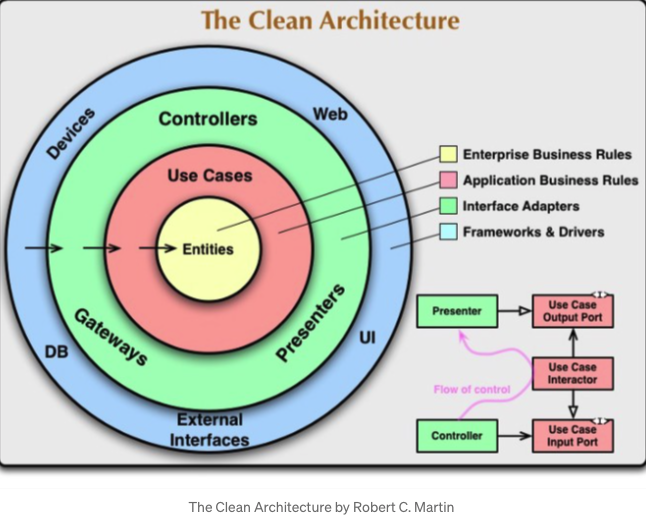 The Clean Architecture
Devices
Web
Controllers
Use Cases
Entities
Gateways
Presenters
DB
UI
External
Interfaces
Enterprise Business Rules
Application Business Rules
Interface Adapters
Frameworks & Drivers
Presenter
Use Case
Output Port
Use Case
Interactor
Flow of control
Controller
Use Case
Input Port
The Clean Architecture by Robert C. Martin